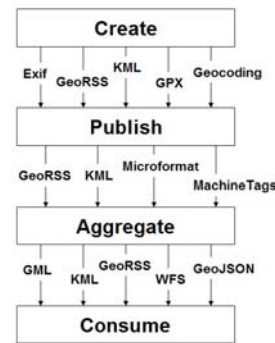 Create
Exif
GeoRSS
KML
GPX
Geocoding
Publish
GeoRSS
KML
Microformat
MachineTags
Aggregate
GML
KML
GeoRSS
WFS
GeoJSON
Consume